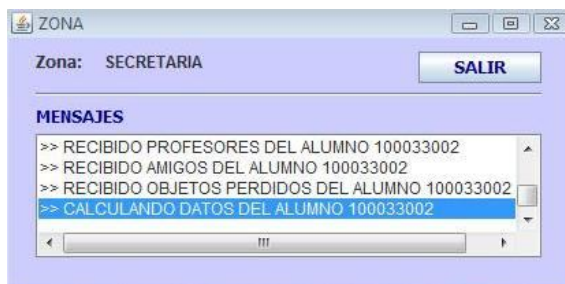 ZONA
Zona: SECRETARIA
SALIR
MENSAJES
>> RECIBIDO PROFESORES DEL ALUMNO 100033002
>> RECIBIDO AMIGOS DEL ALUMNO 100033002
>> RECIBIDO OBJETOS PERDIDOS DEL ALUMNO 100033002
>> CALCULANDO DATOS DEL ALUMNO 100033002